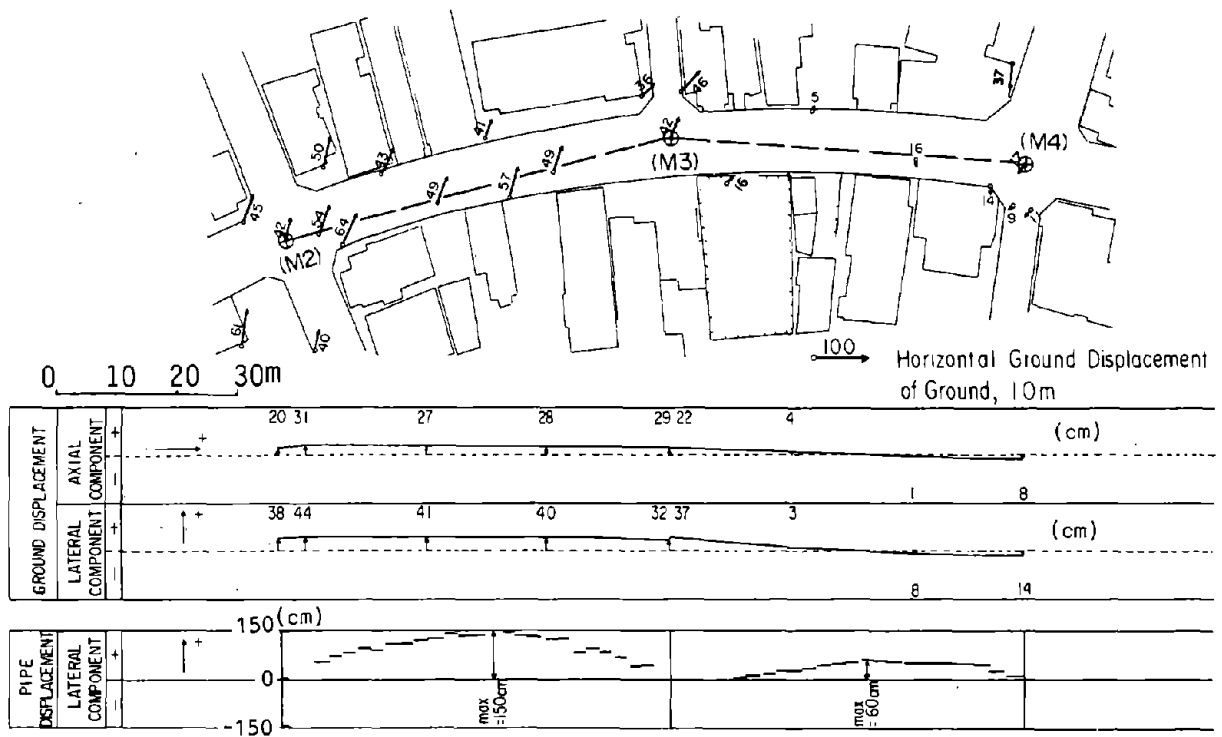 36
46
37
5
41
42
50
43
(M3)
16
(M4)
49
49
57
16
14
45
42
54
64
9
(M2)
61
40
100
Horizontal Ground Displacement
of Ground, 10m
0 10 20 30m
GROUND DISPLACEMENT
AXIAL COMPONENT
+
−
+
20 31 27 28 29 22 4
(cm)
1 8
LATERAL COMPONENT
+
−
+
38 44 41 40 32 37 3
(cm)
8 14
PIPE DISPLACEMENT
LATERAL COMPONENT
+
−
+
150 (cm)
0
-150
max =150cm
max =60cm